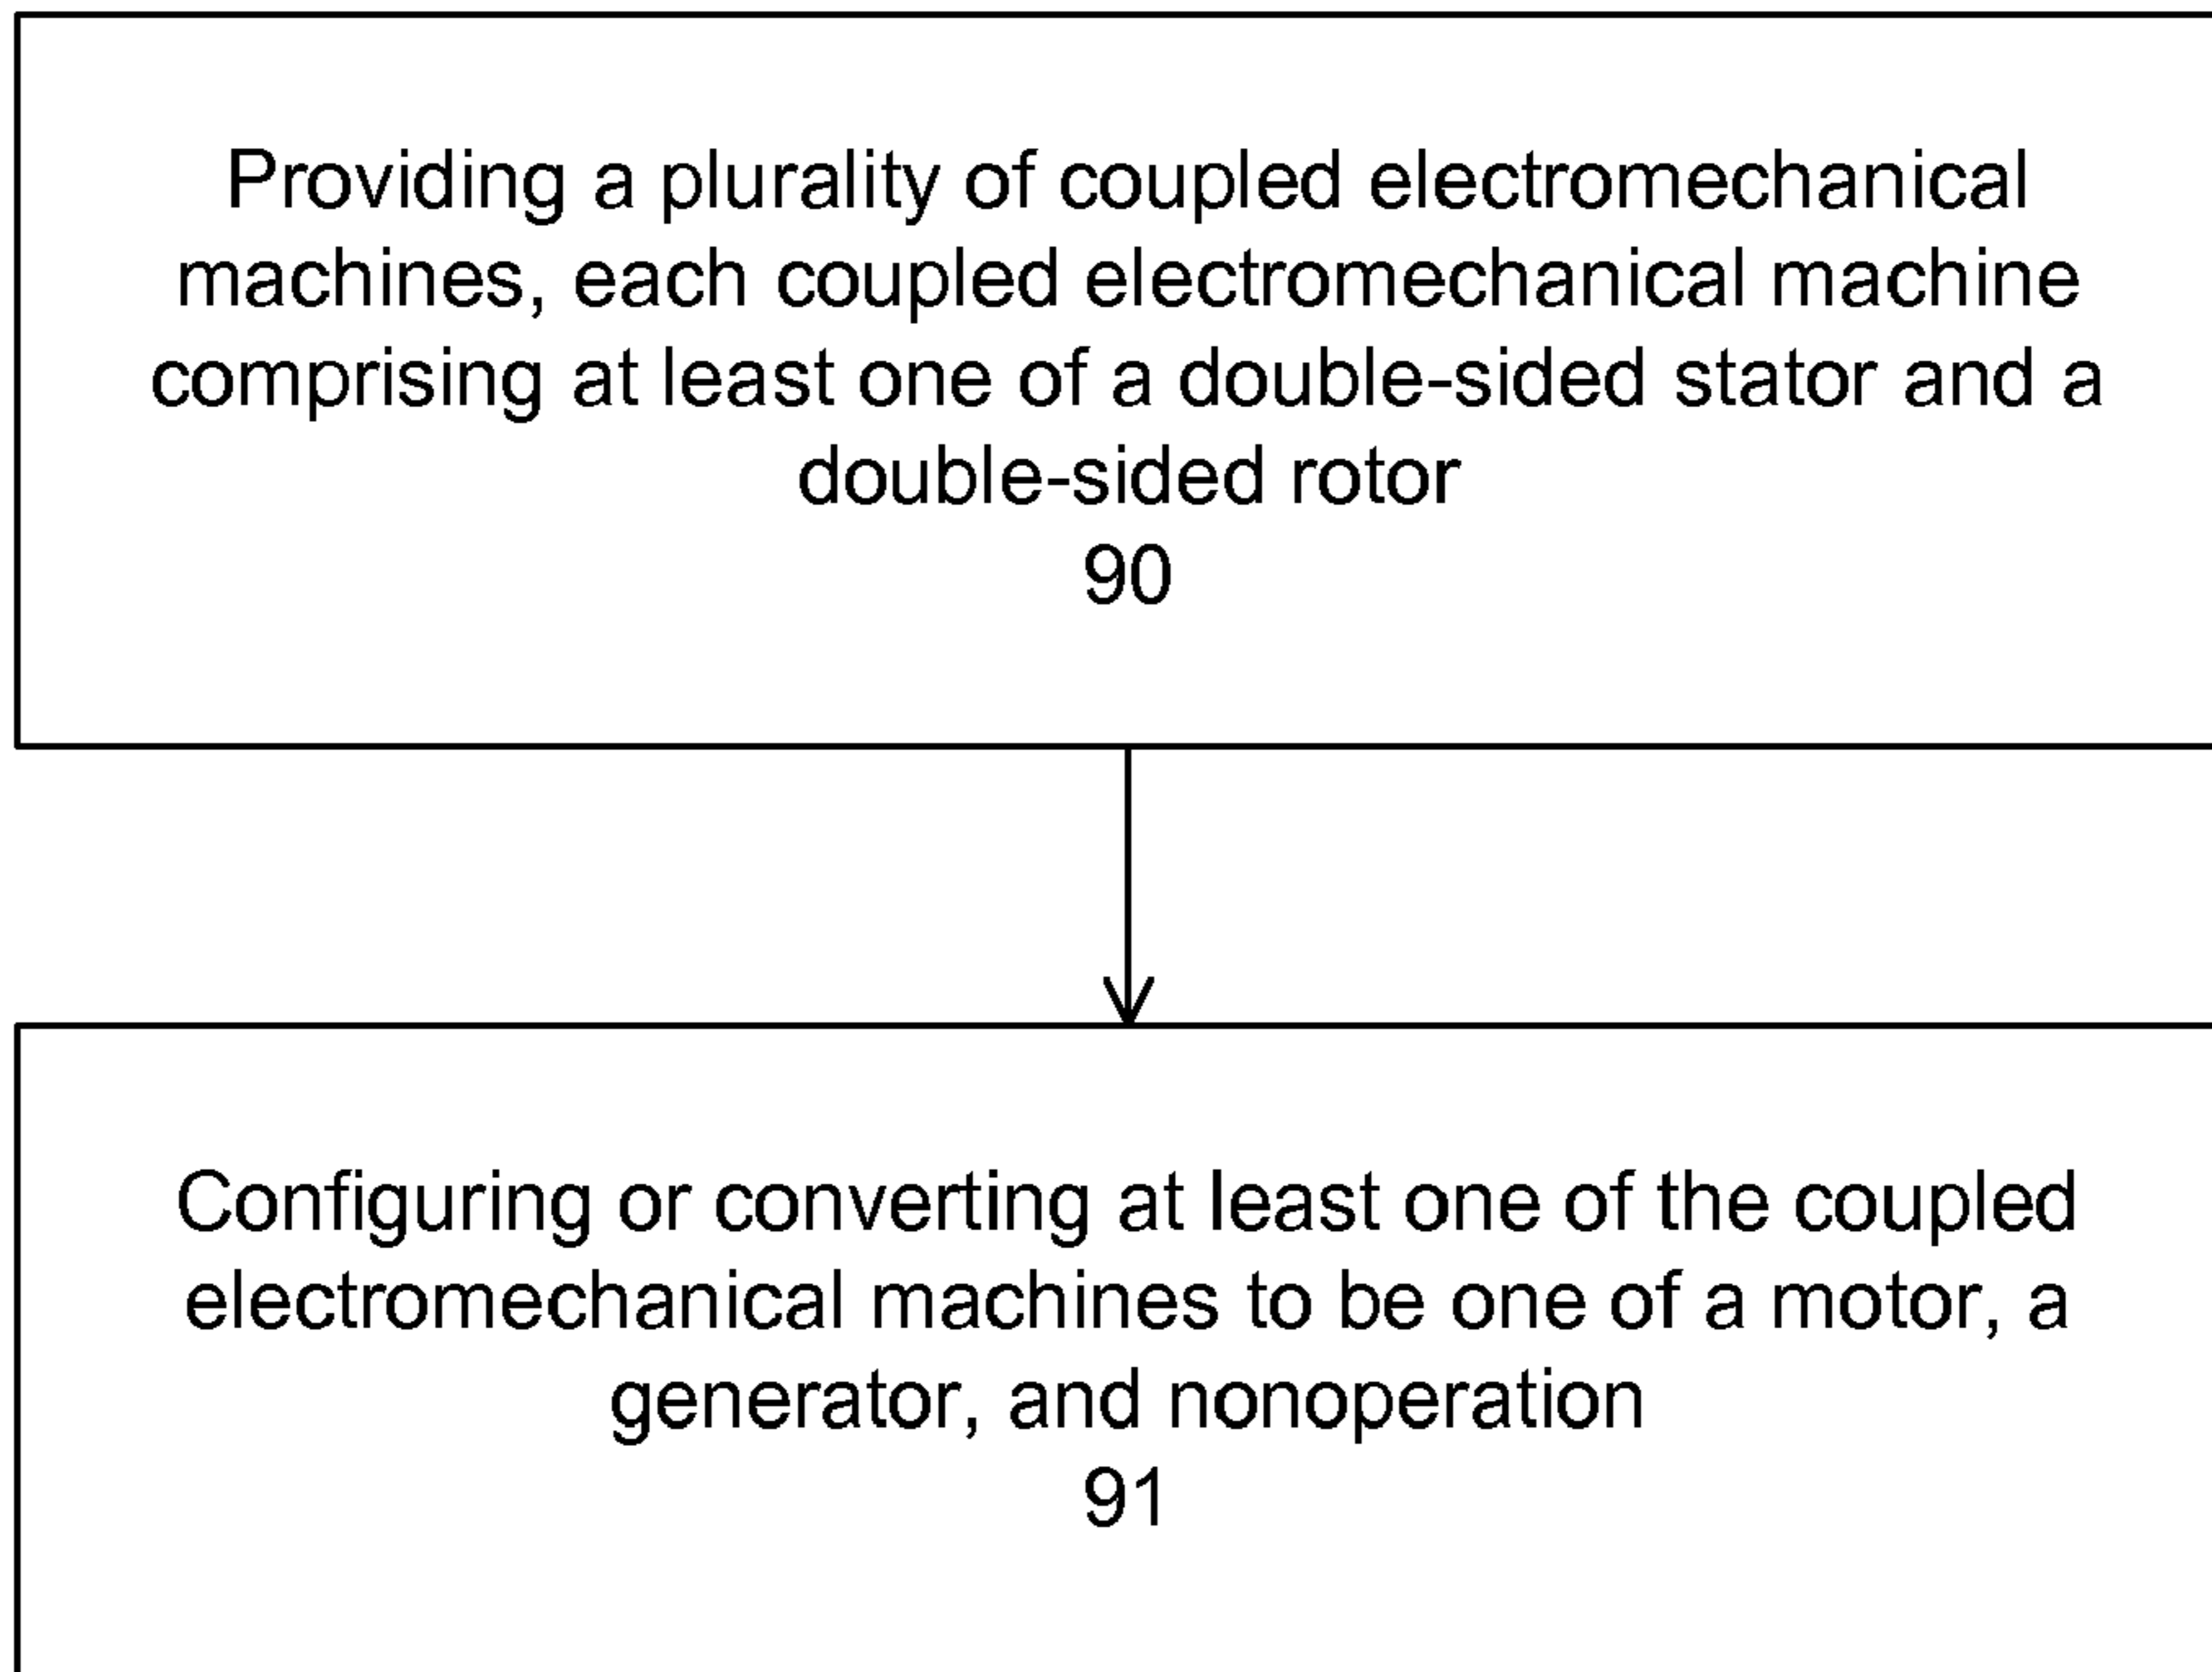 Providing a plurality of coupled electromechanical
machines, each coupled electromechanical machine
comprising at least one of a double-sided stator and a
double-sided rotor
90
Configuring or converting at least one of the coupled
electromechanical machines to be one of a motor, a
generator, and nonoperation
91